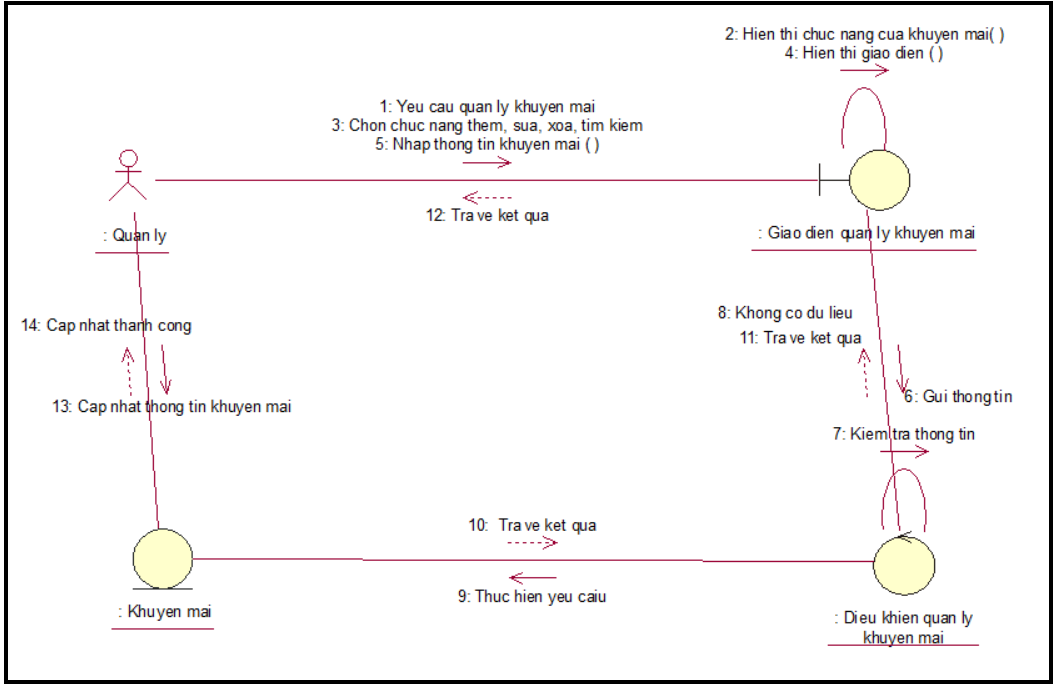 2: Hien thi chuc nang cua khuyen mai( )
4: Hien thi giao dien ( )
1: Yeu cau quan ly khuyen mai
3: Chon chuc nang them, sua, xoa, tim kiem
5: Nhap thong tin khuyen mai ( )
12: Tra ve ket qua
: Quan ly
: Giao dien quan ly khuyen mai
14: Cap nhat thanh cong
8: Khong co du lieu
11: Tra ve ket qua
13: Cap nhat thong tin khuyen mai
6: Gui thong tin
7: Kiem tra thong tin
10: Tra ve ket qua
9: Thuc hien yeu caiu
: Khuyen mai
: Dieu khien quan ly
khuyen mai